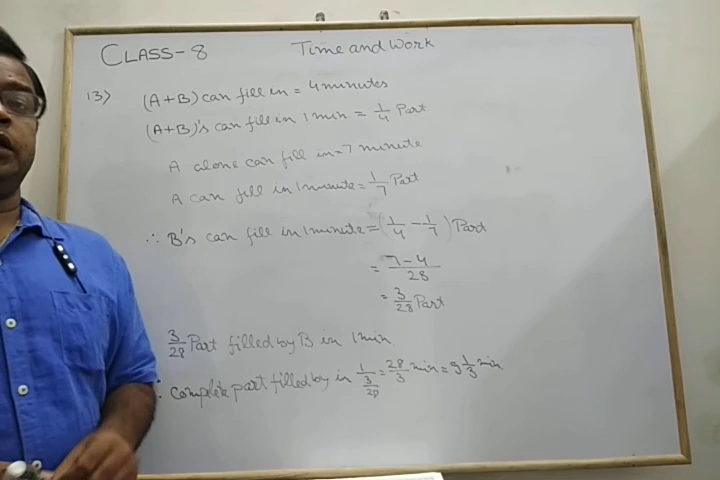 CLASS-8 Time and Work
13) (A+B) can fill in = 4 minutes
(A+B)'s can fill in 1 min = 1/4 Part
A alone can fill in = 7 minute
A can fill in 1 minute = 1/7 Part
∴ B's can fill in 1 minute = (1/4 - 1/7) Part
= 7-4/28
= 3/28 Part
3/28 Part filled by B in 1 min
∴ complete part filled by in 1/(3/28) = 28/3 min = 9 1/3 min